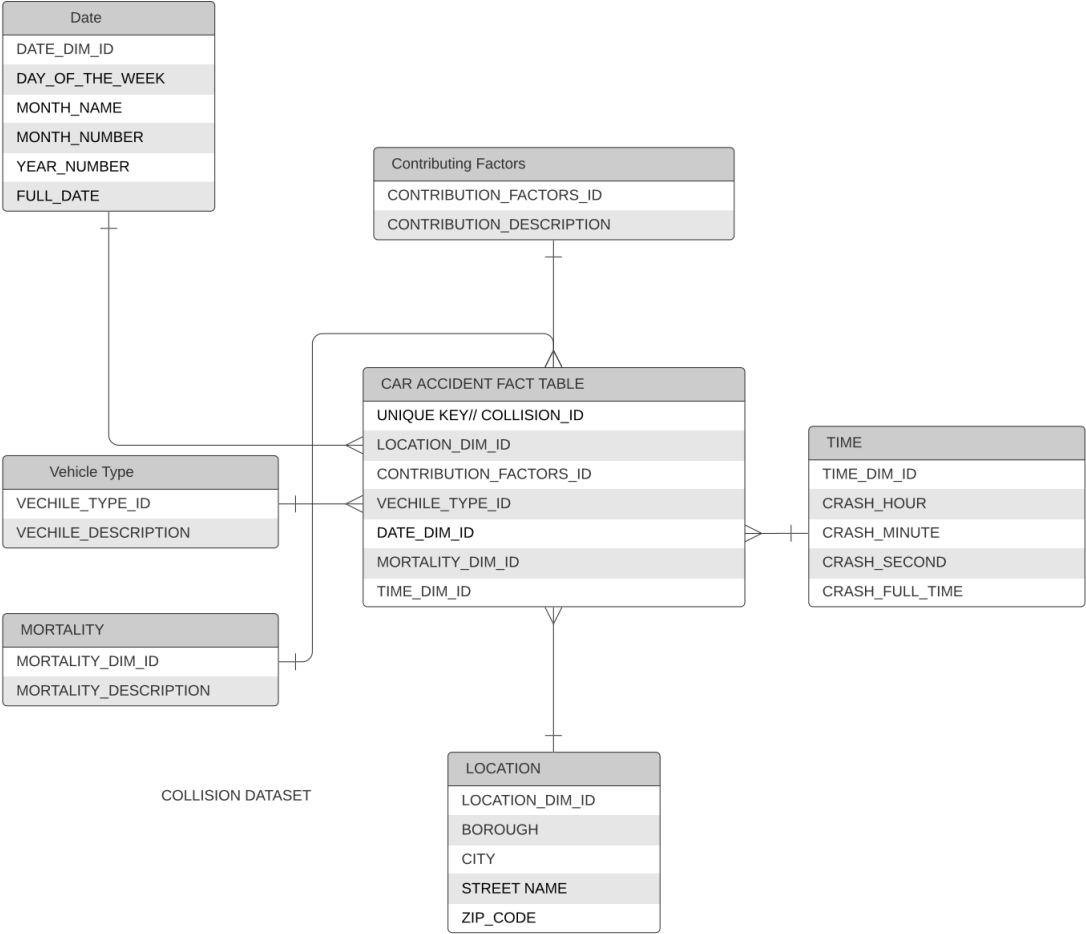 Date
DATE_DIM_ID
DAY_OF_THE_WEEK
MONTH_NAME
MONTH_NUMBER
YEAR_NUMBER
FULL_DATE
Contributing Factors
CONTRIBUTION_FACTORS_ID
CONTRIBUTION_DESCRIPTION
CAR ACCIDENT FACT TABLE
UNIQUE KEY// COLLISION_ID
LOCATION_DIM_ID
CONTRIBUTION_FACTORS_ID
VECHILE_TYPE_ID
DATE_DIM_ID
MORTALITY_DIM_ID
TIME_DIM_ID
TIME
TIME_DIM_ID
CRASH_HOUR
CRASH_MINUTE
CRASH_SECOND
CRASH_FULL_TIME
Vehicle Type
VECHILE_TYPE_ID
VECHILE_DESCRIPTION
MORTALITY
MORTALITY_DIM_ID
MORTALITY_DESCRIPTION
LOCATION
LOCATION_DIM_ID
BOROUGH
CITY
STREET NAME
ZIP_CODE
COLLISION DATASET